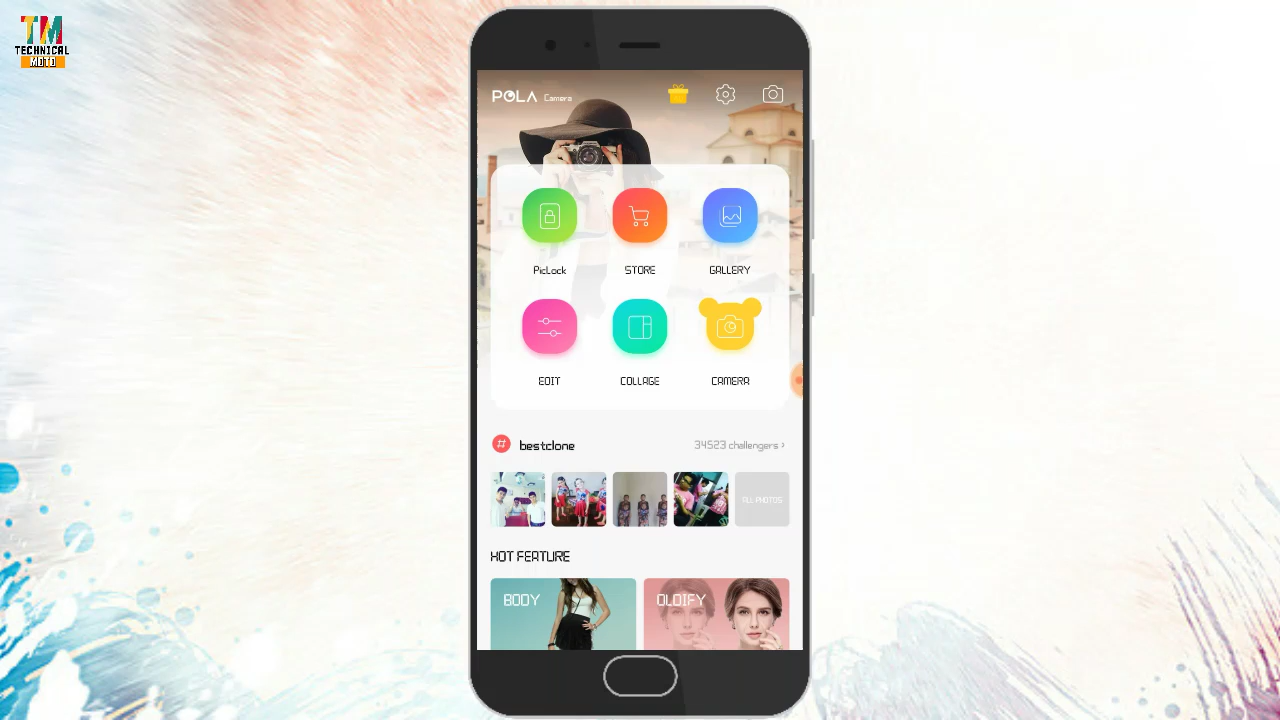 TM
TECHNICAL
MOTO
POLA Camera
PicLock STORE GALLERY
EDIT COLLAGE CAMERA
# bestclone 34523 challengers >
ALL PHOTOS
HOT FEATURE
BODY OLDIFY